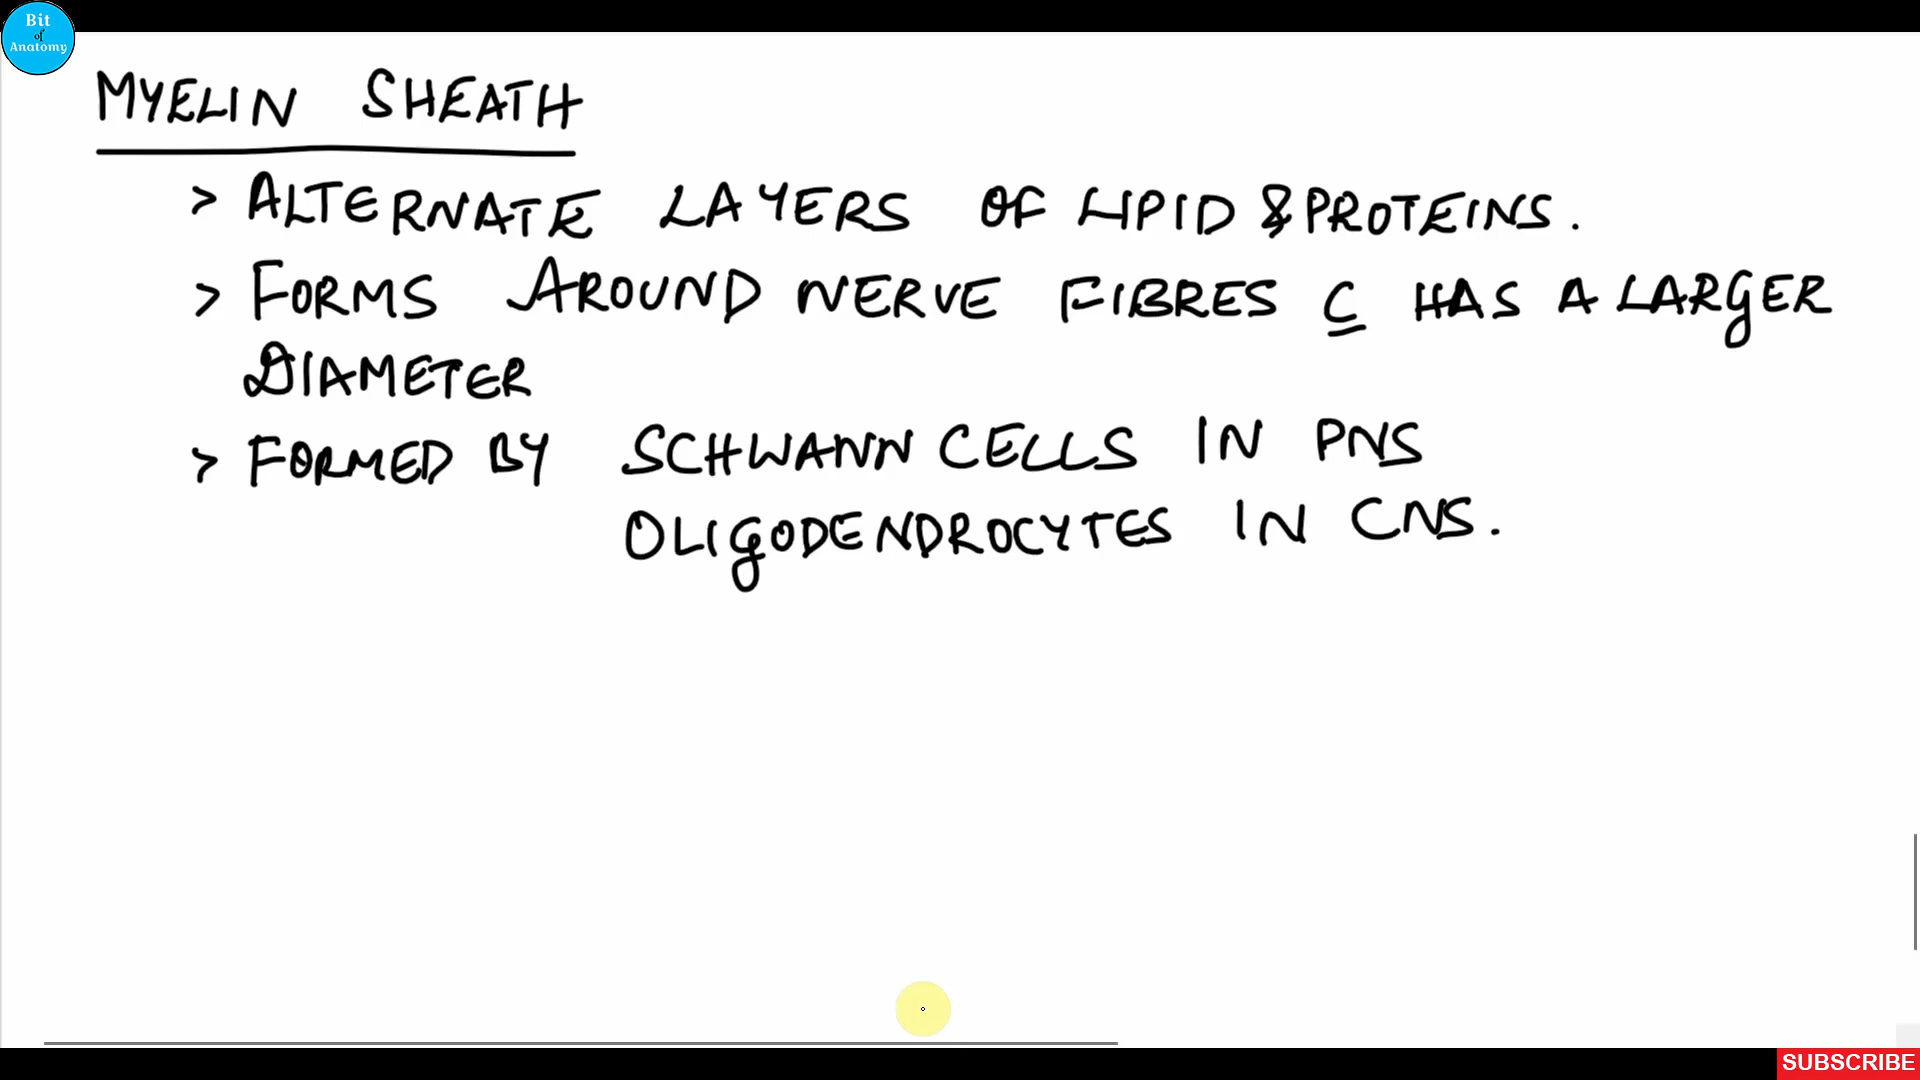 Bit
of
Anatomy
MYELIN SHEATH
> ALTERNATE LAYERS OF LIPID & PROTEINS.
> FORMS AROUND NERVE FIBRES C HAS A LARGER
DIAMETER
> FORMED BY SCHWANN CELLS IN PNS
OLIGODENDROCYTES IN CNS.
SUBSCRIBE